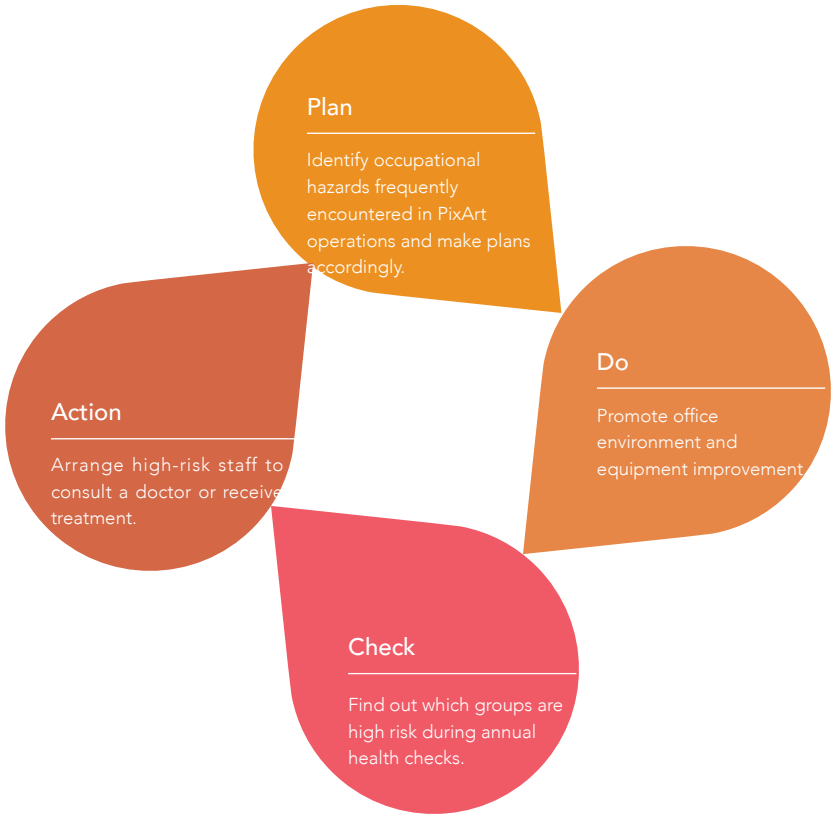 Plan
Identify occupational
hazards frequently
encountered in PixArt
operations and make plans
accordingly.
Do
Promote office
environment and
equipment improvement
Check
Find out which groups are
high risk during annual
health checks.
Action
Arrange high-risk staff to
consult a doctor or receive
treatment.